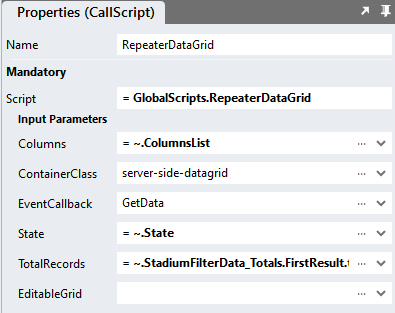 Properties (CallScript)
Name RepeaterDataGrid
Mandatory
Script = GlobalScripts.RepeaterDataGrid
Input Parameters
Columns = ~.ColumnsList ...
ContainerClass server-side-datagrid ...
EventCallback GetData ...
State = ~.State ...
TotalRecords = ~.StadiumFilterData_Totals.FirstResult. ...
EditableGrid ...